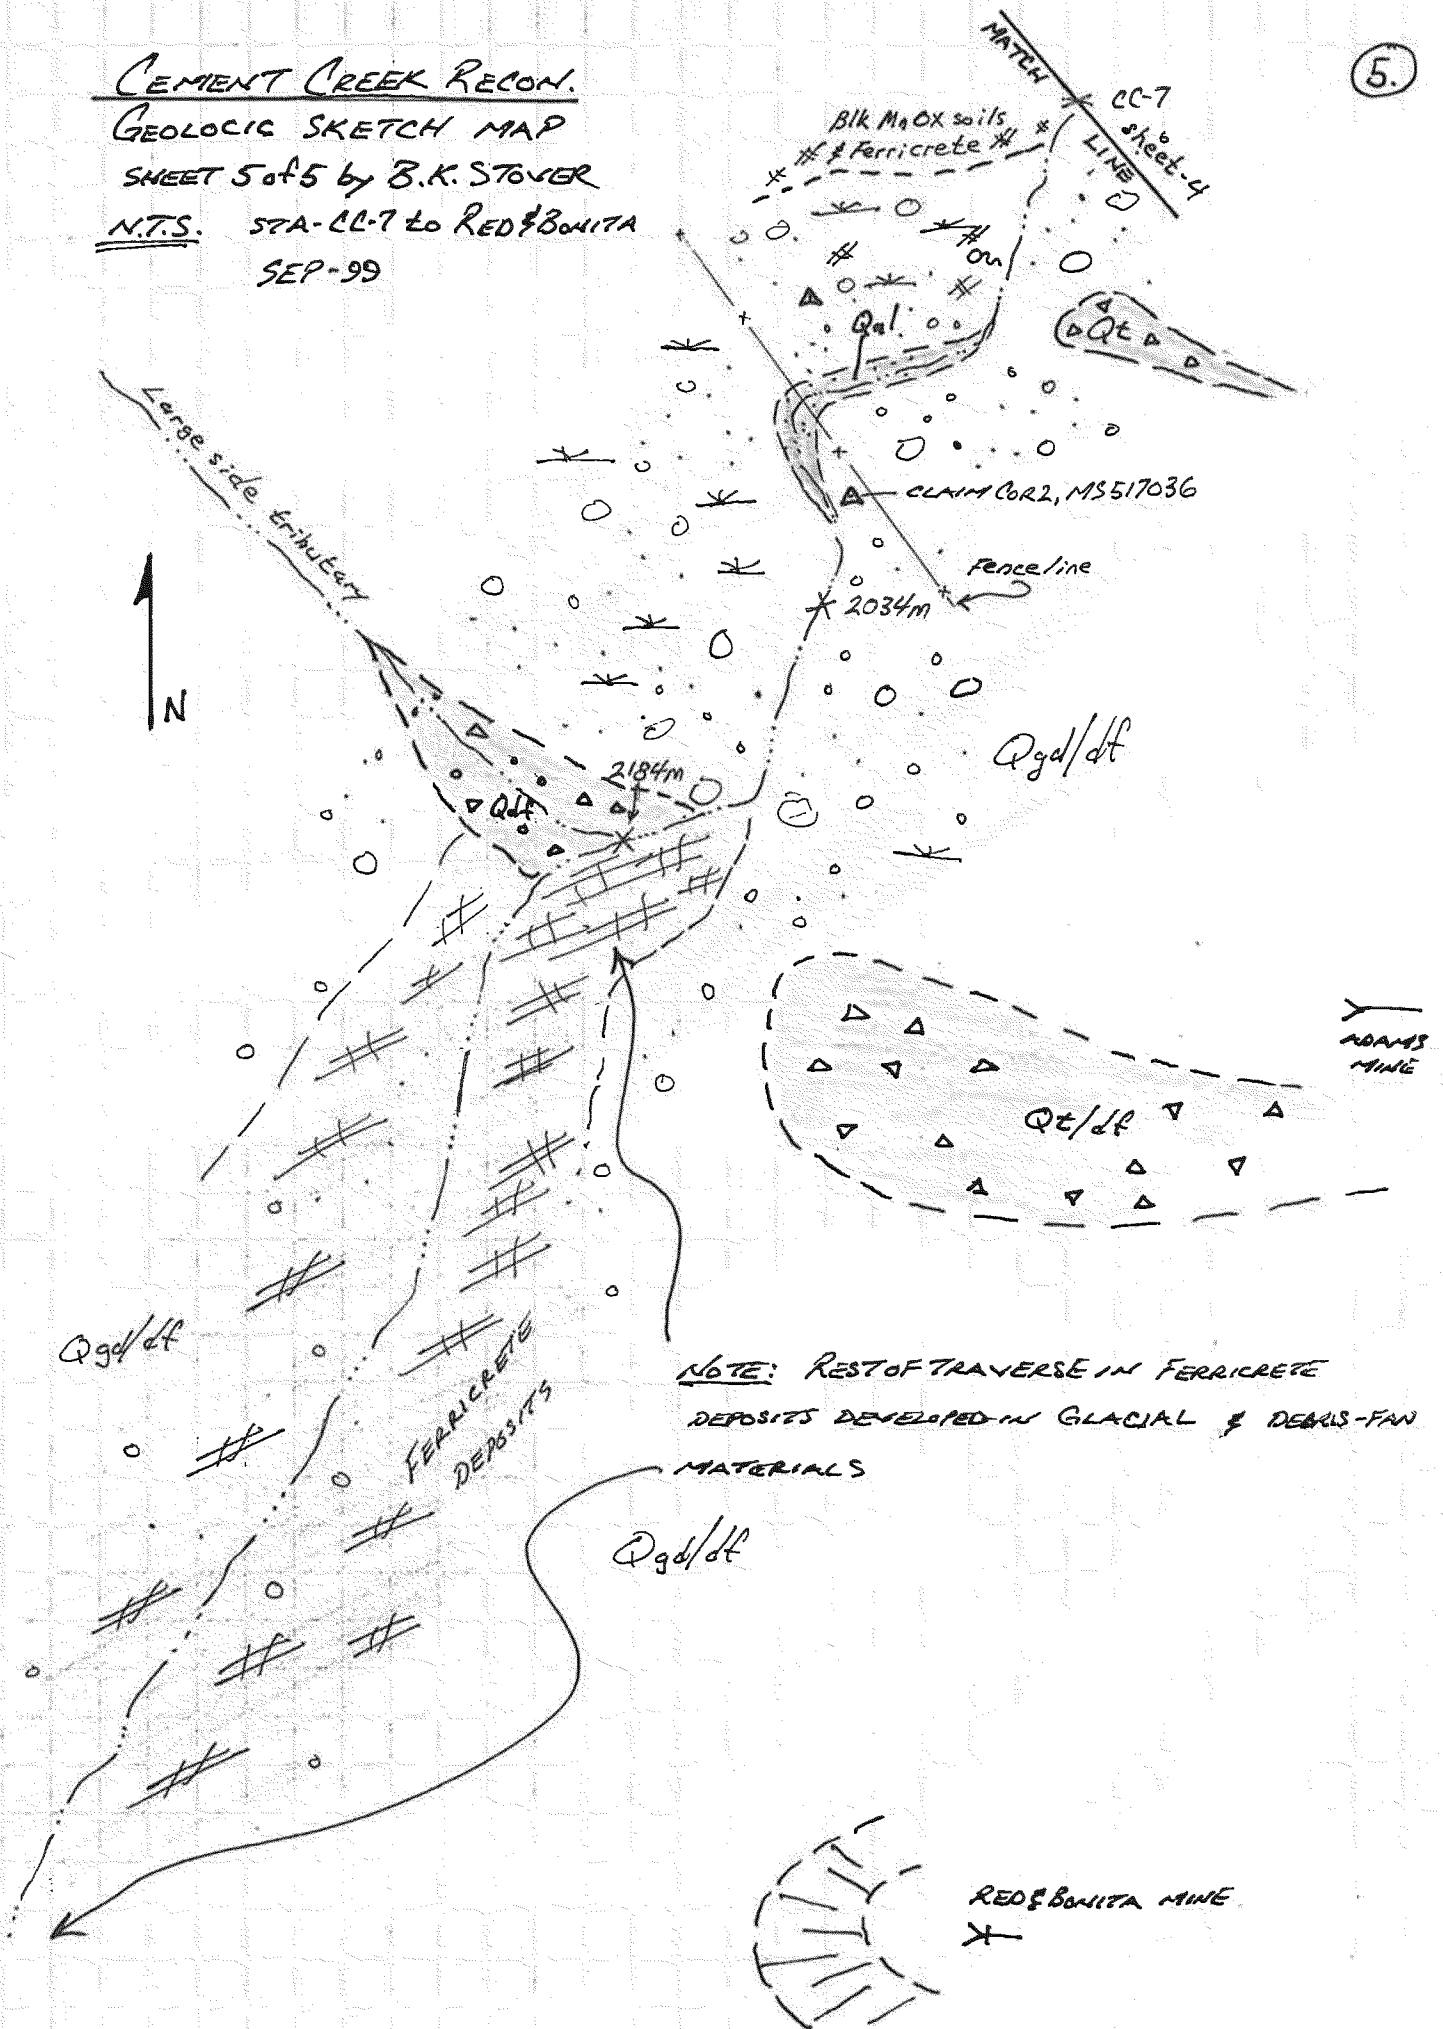 CEMENT CREEK RECON.
GEOLOGIC SKETCH MAP
SHEET 5 of 5 by B.K. STOVER
N.T.S. STA-CC-7 to RED & BONITA
SEP-99
5.
MATCH
LINE
CC-7
sheet-4
Blk MnOX soils
& Ferricrete
Qal
Qt
Large side tributary
CLAIM COR2, MS517036
Fenceline
2034m
N
Qgd/df
2184m
Qdf
ADAMS
MINE
Qt/df
Qgd/df
FERRICRETE
DEPOSITS
NOTE: REST OF TRAVERSE IN FERRICRETE
DEPOSITS DEVELOPED IN GLACIAL & DEBRIS-FAN
MATERIALS
Qgd/df
RED & BONITA MINE